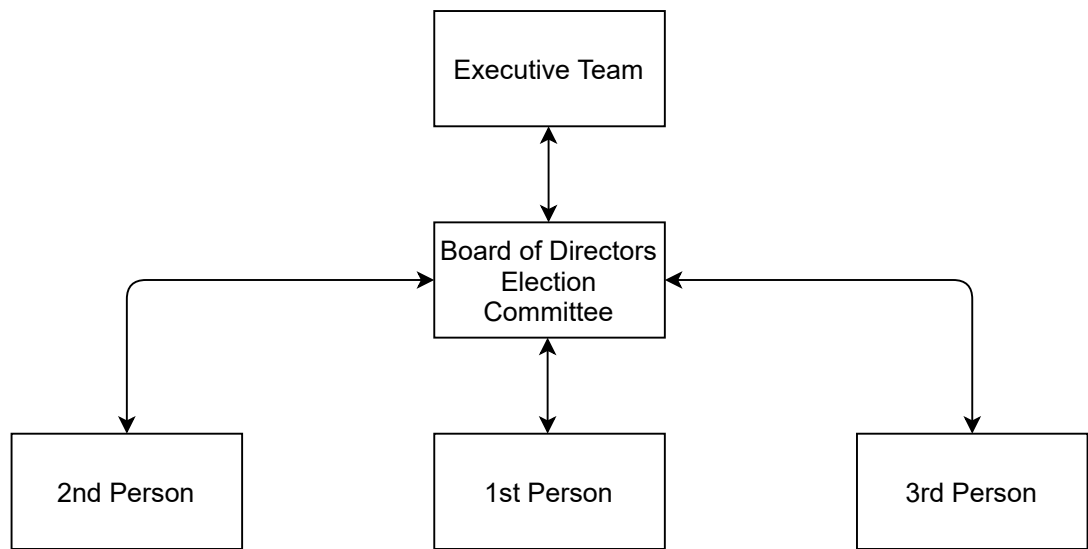 Executive Team
Board of Directors
Election
Committee
2nd Person
1st Person
3rd Person